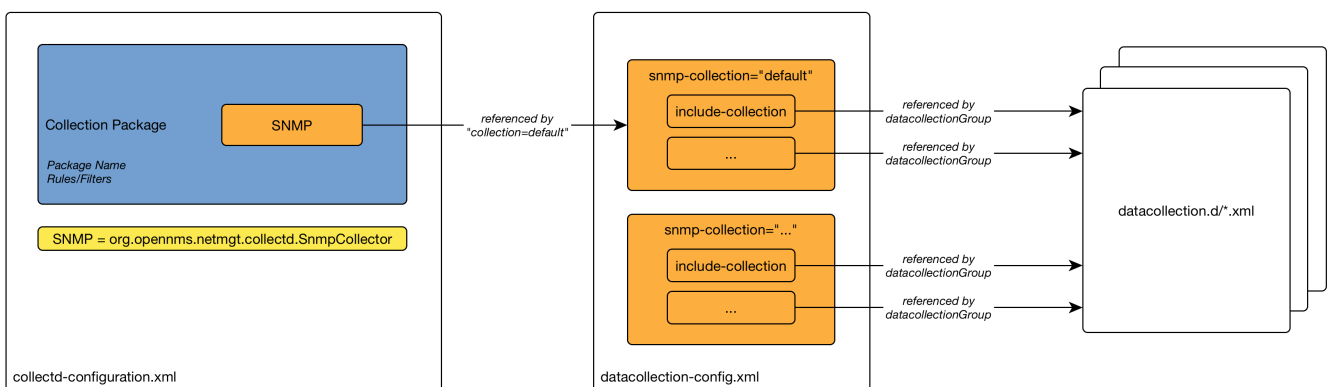 Collection Package
SNMP
Package Name
Rules/Filters
SNMP = org.opennms.netmgt.collectd.SnmpCollector
collectd-configuration.xml
referenced by
"collection=default"
snmp-collection="default"
include-collection
...
snmp-collection="..."
include-collection
...
datacollection-config.xml
referenced by
datacollectionGroup
referenced by
datacollectionGroup
referenced by
datacollectionGroup
referenced by
datacollectionGroup
datacollection.d/*.xml